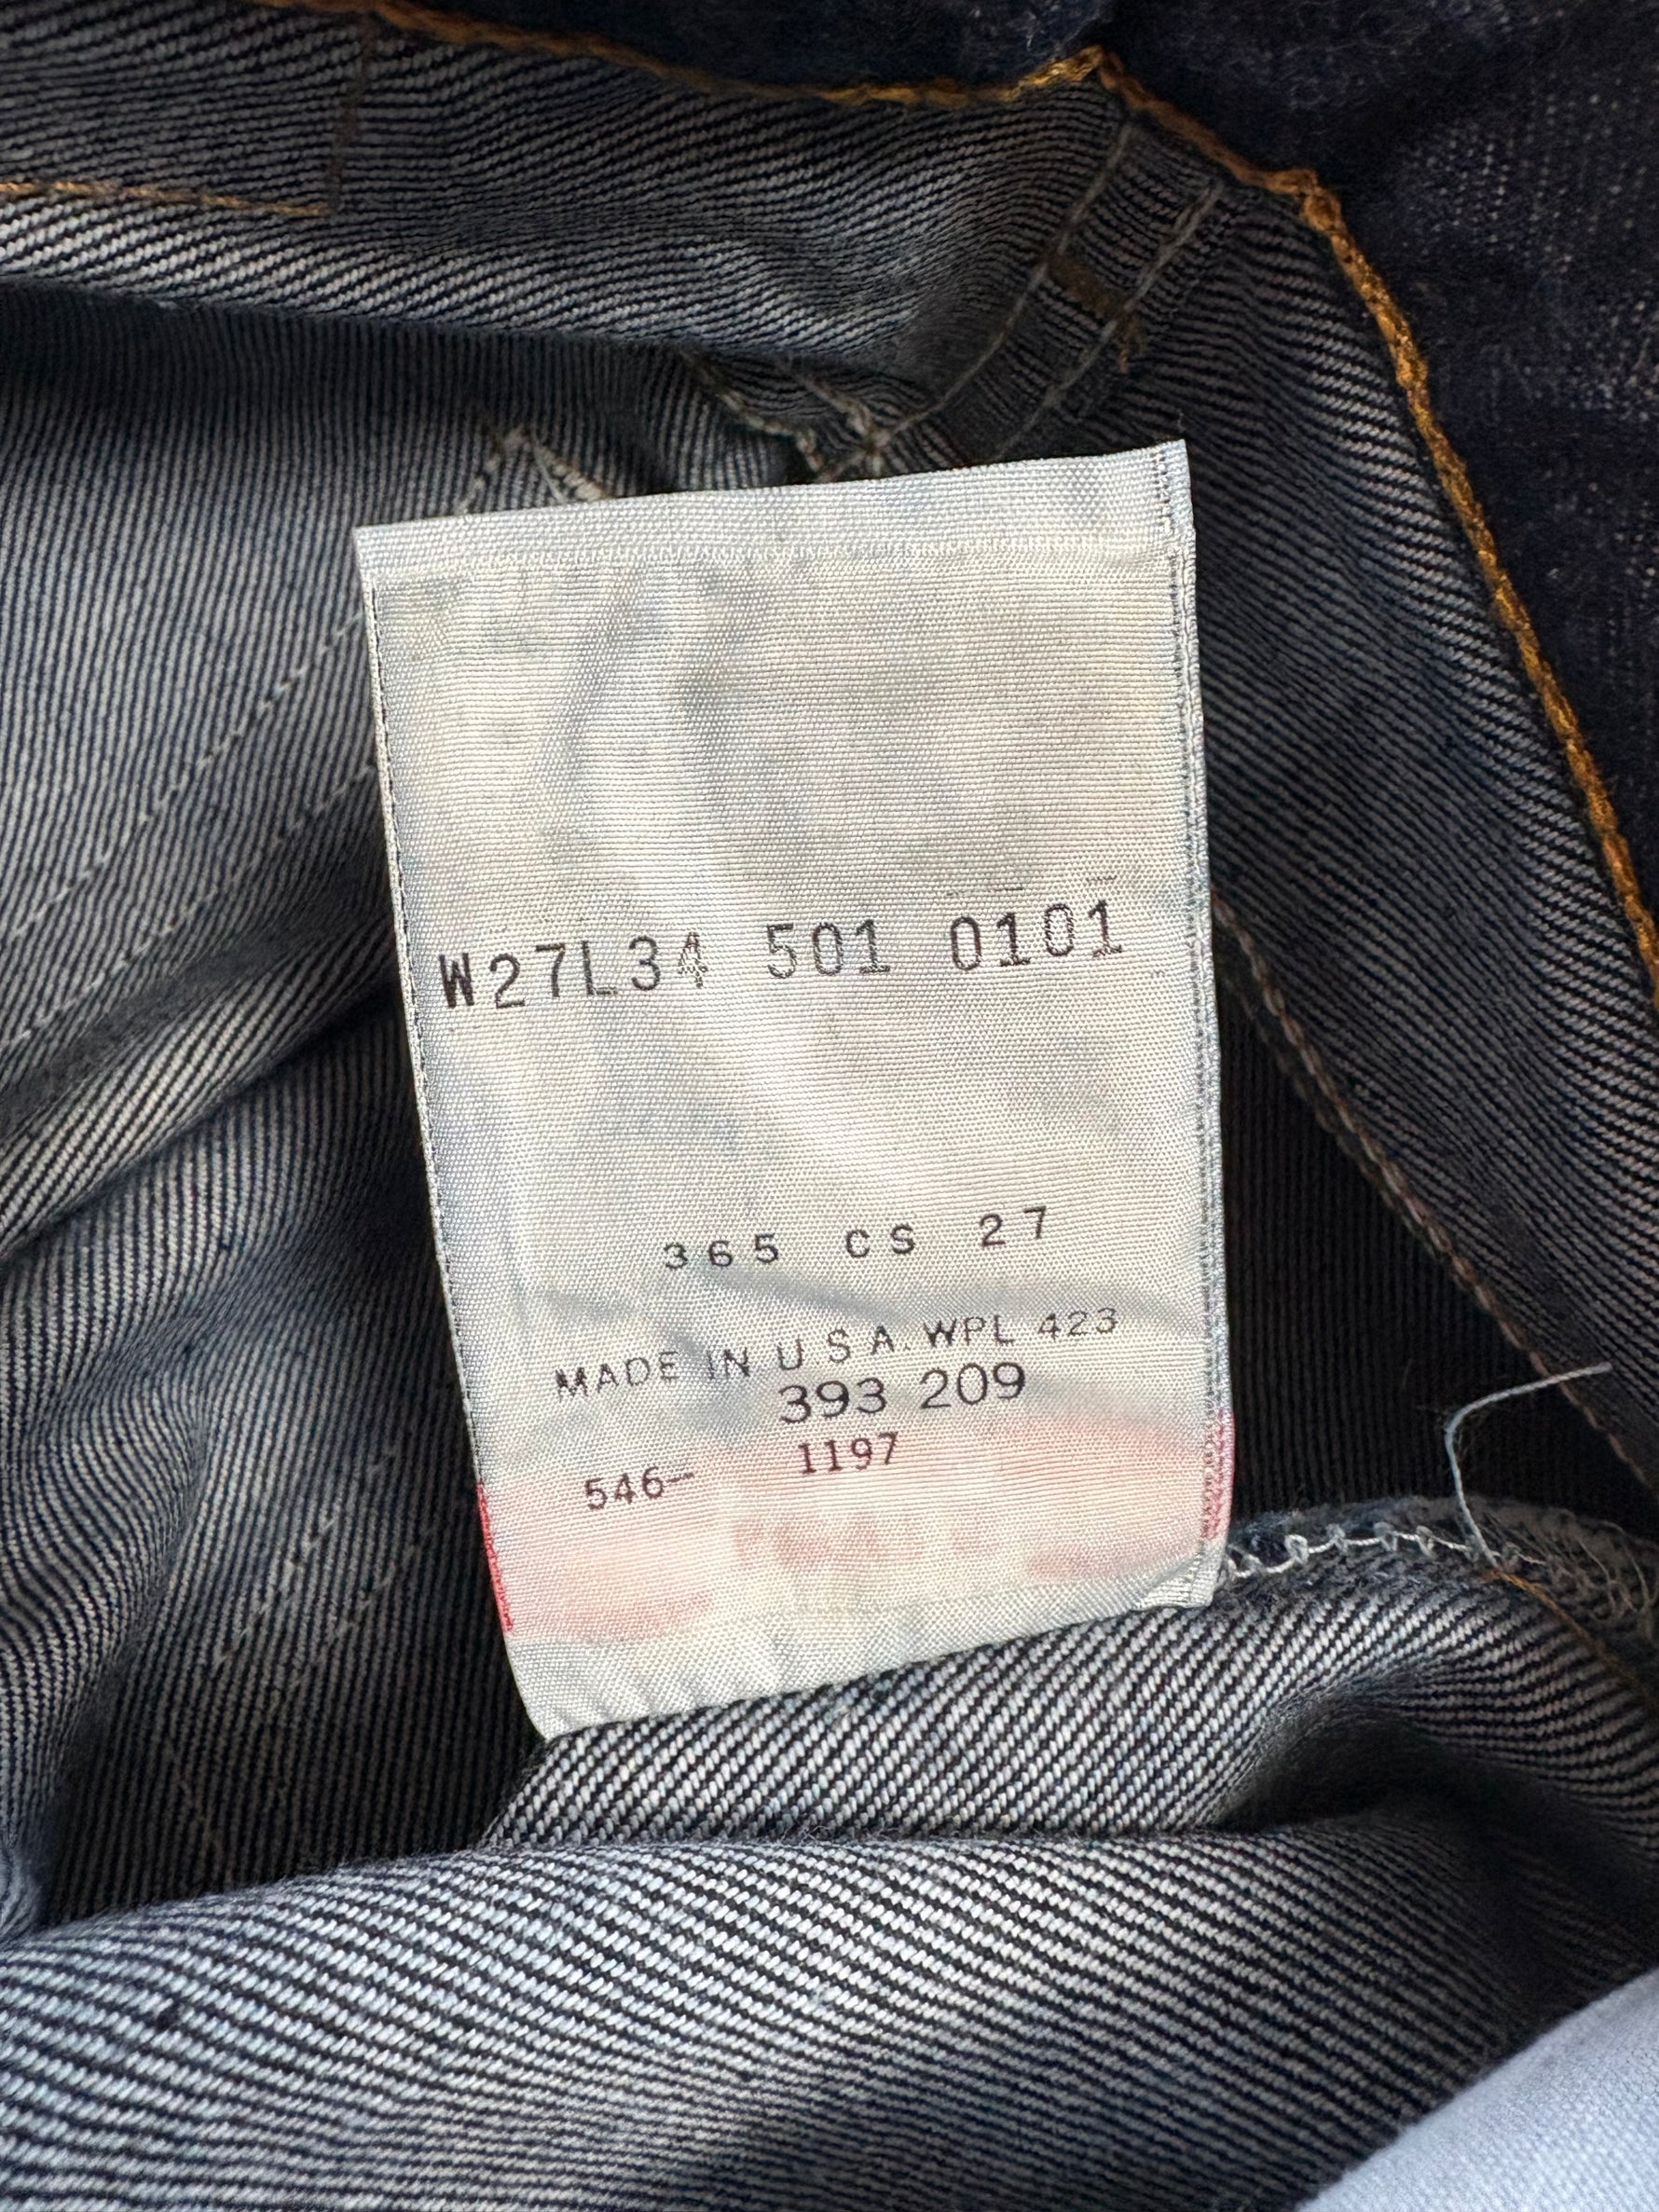 W27L34 501 0101
365 CS 27
MADE IN U S A. WPL 423
393 209
546- 1197